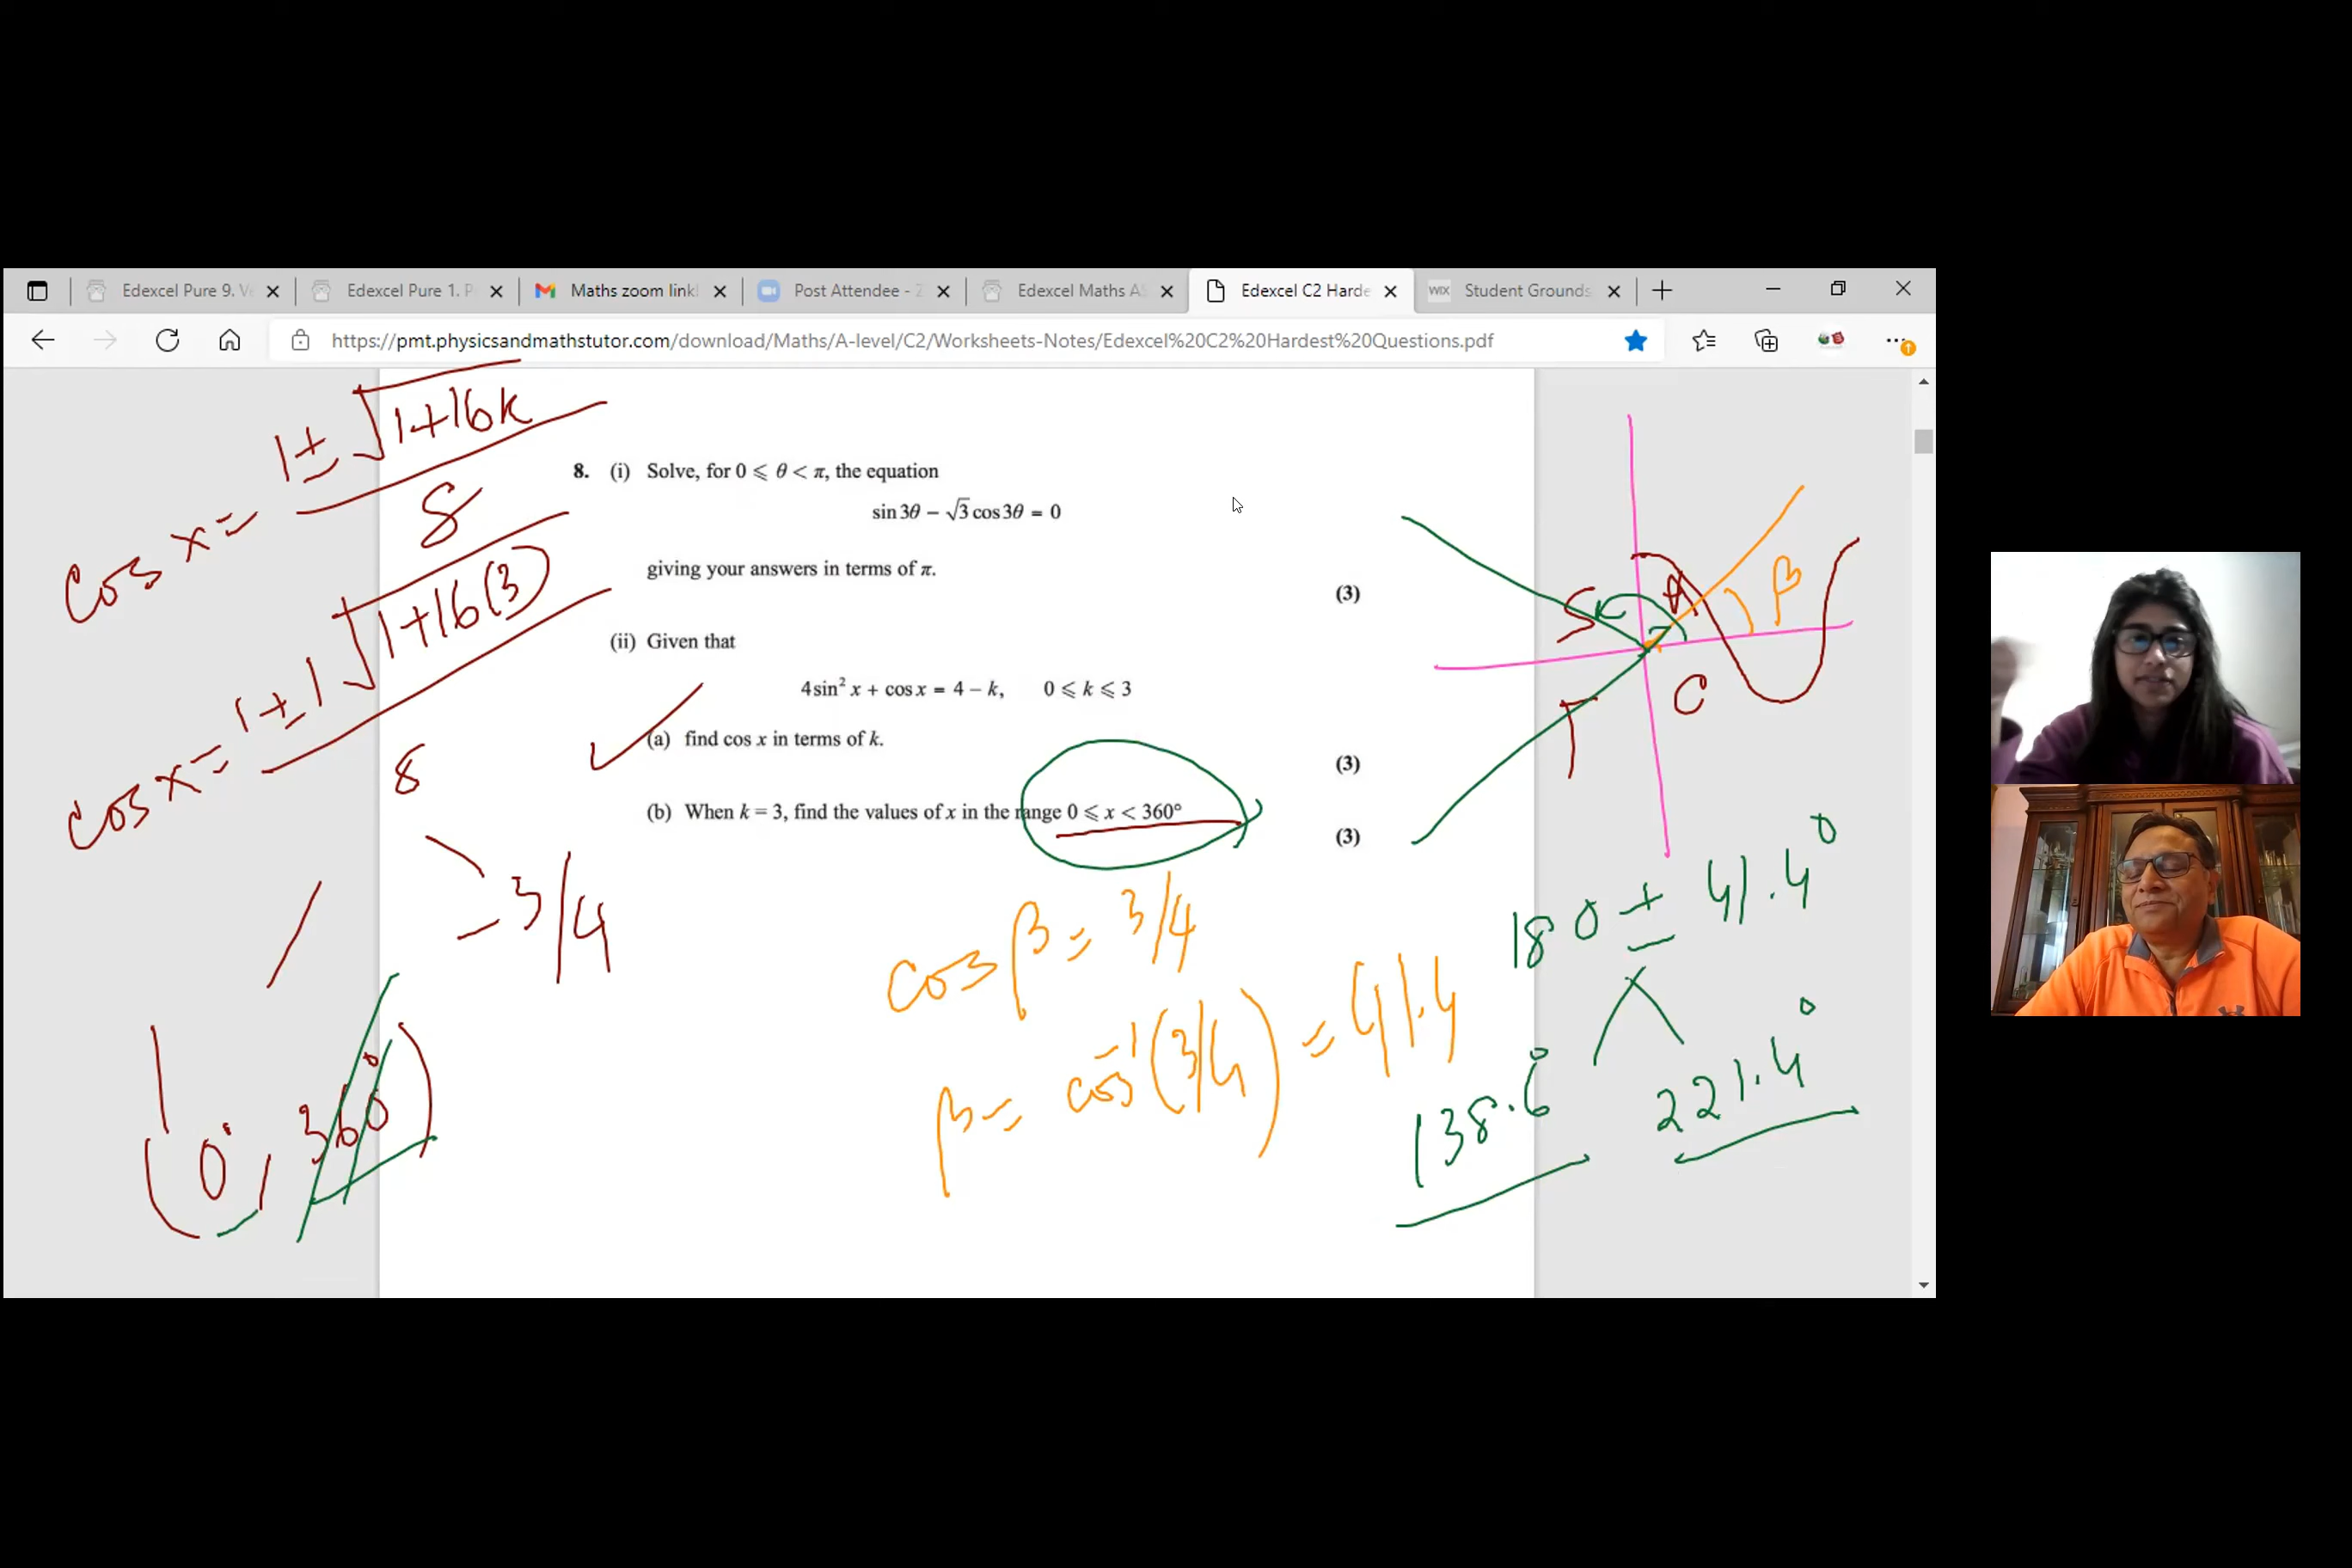 Edexcel Pure 9. V
Edexcel Pure 1. P
Maths zoom link
Post Attendee - Z
Edexcel Maths AS
Edexcel C2 Harde
WIX Student Grounds
https://pmt.physicsandmathstutor.com/download/Maths/A-level/C2/Worksheets-Notes/Edexcel%20C2%20Hardest%20Questions.pdf
cos x = 1 ± √1+16k / 8
cos x = 1 ± √1+16(3) / 8
1
-3/4
(0°, 360°)
8. (i) Solve, for 0 ⩽ θ < π, the equation
sin 3θ − √3 cos 3θ = 0
giving your answers in terms of π.
(3)
(ii) Given that
4 sin² x + cos x = 4 − k, 0 ⩽ k ⩽ 3
(a) find cos x in terms of k.
(3)
(b) When k = 3, find the values of x in the range 0 ⩽ x < 360°
(3)
cos β = 3/4
β = cos⁻¹(3/4) = 41.4
S A β
T C
180 ± 41.4°
138.6° 221.4°